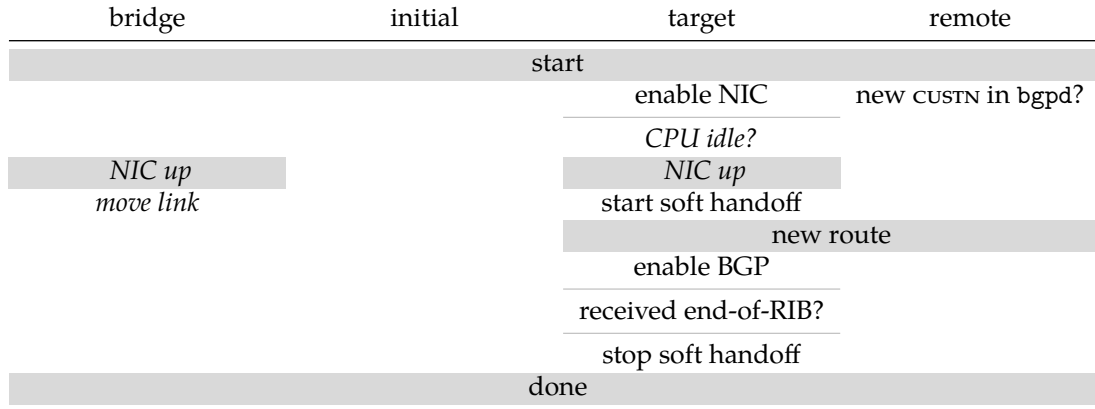 bridge initial target remote
start
enable NIC new CUSTN in bgpd?
CPU idle?
NIC up NIC up
move link start soft handoff
new route
enable BGP
received end-of-RIB?
stop soft handoff
done